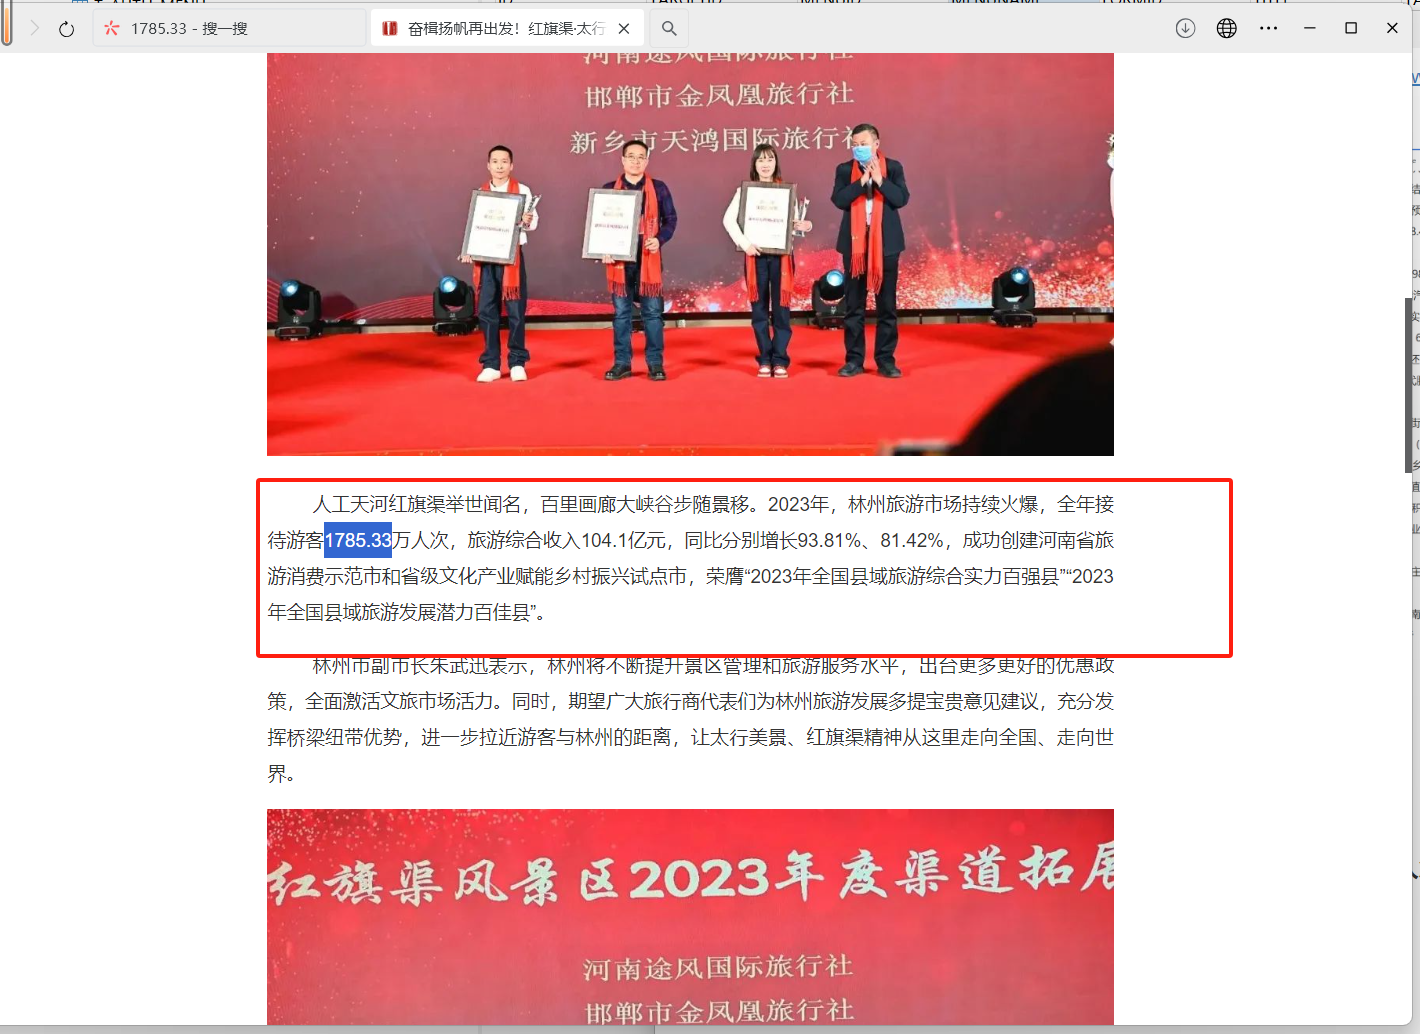 1785.33 - 搜一搜
奋楫扬帆再出发！红旗渠·太行
河南途风国际旅行社
邯郸市金凤凰旅行社
新乡市天鸿国际旅行社
人工天河红旗渠举世闻名，百里画廊大峡谷步随景移。2023年，林州旅游市场持续火爆，全年接
待游客1785.33万人次，旅游综合收入104.1亿元，同比分别增长93.81%、81.42%，成功创建河南省旅
游消费示范市和省级文化产业赋能乡村振兴试点市，荣膺“2023年全国县域旅游综合实力百强县”“2023
年全国县域旅游发展潜力百佳县”。
林州市副市长朱武迅表示，林州将不断提升景区管理和旅游服务水平，出台更多更好的优惠政
策，全面激活文旅市场活力。同时，期望广大旅行商代表们为林州旅游发展多提宝贵意见建议，充分发
挥桥梁纽带优势，进一步拉近游客与林州的距离，让太行美景、红旗渠精神从这里走向全国、走向世
界。
红旗渠风景区2023年度渠道拓展
河南途风国际旅行社
邯郸市金凤凰旅行社